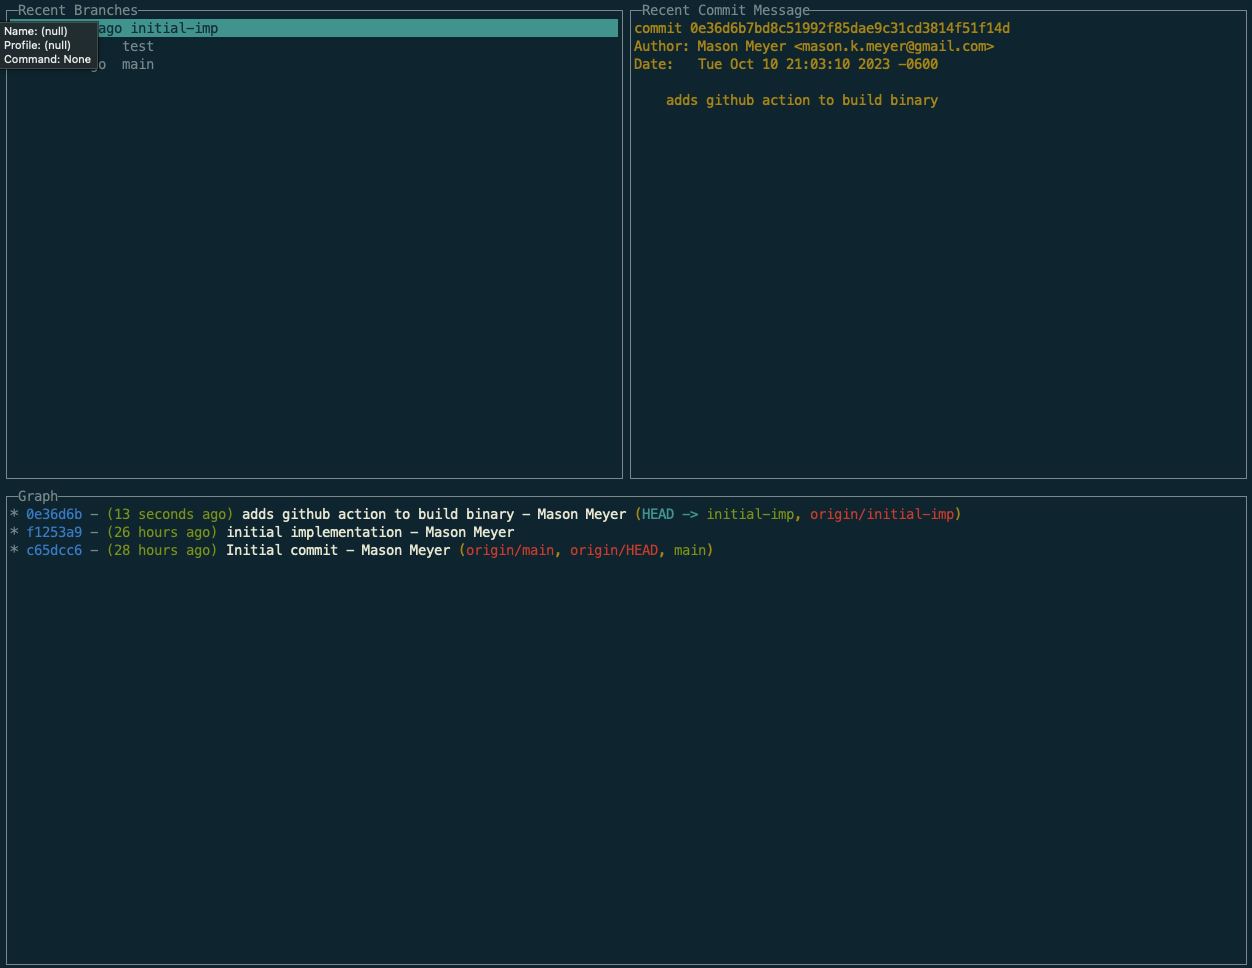 Recent Branches
ago initial-imp
test
o main
Name: (null)
Profile: (null)
Command: None
Recent Commit Message
commit 0e36d6b7bd8c51992f85dae9c31cd3814f51f14d
Author: Mason Meyer <mason.k.meyer@gmail.com>
Date:   Tue Oct 10 21:03:10 2023 -0600
adds github action to build binary
Graph
* 0e36d6b - (13 seconds ago) adds github action to build binary - Mason Meyer (HEAD -> initial-imp, origin/initial-imp)
* f1253a9 - (26 hours ago) initial implementation - Mason Meyer
* c65dcc6 - (28 hours ago) Initial commit - Mason Meyer (origin/main, origin/HEAD, main)